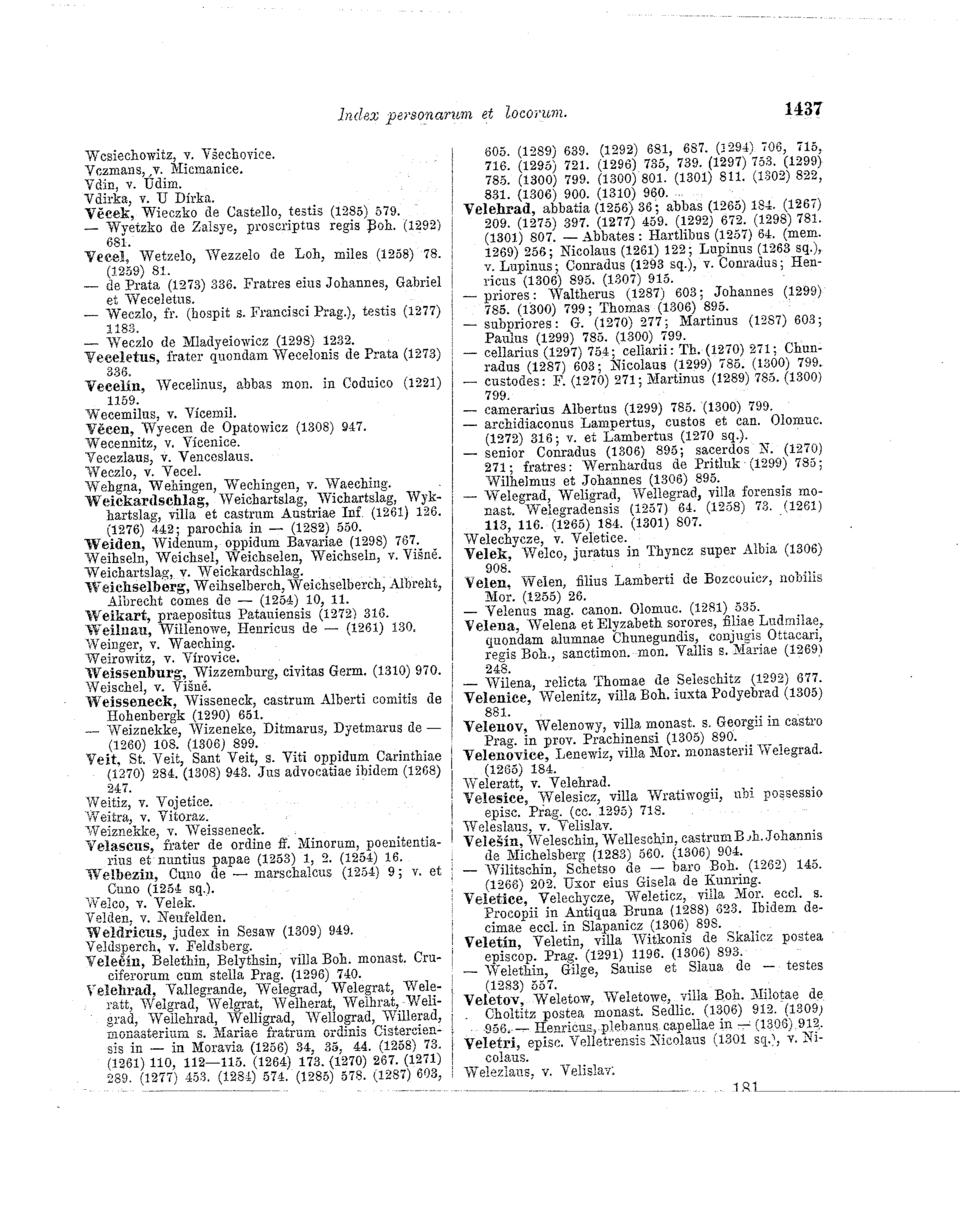 Index personarum et locorum.
1437
Wcsiechowitz, v. Všechovice.
Vczmans, v. Micmanice.
Vdin, v. Udim.
Vdirka, v. U Dírka.
Věcek, Wieczko de Castello, testis (1285) 579.
— Wyetzko de Zalsye, proscriptus regis Boh. (1292)
681.
Vecel, Wetzelo, Wezzelo de Loh, miles (1258) 78.
(1259) 81.
— de Prata (1273) 336. Fratres eius Johannes, Gabriel
et Weceletus.
— Weczlo, fr. (hospit s. Francisci Prag.), testis (1277)
1183.
— Weczlo de Mladyeiowicz (1298) 1232.
Veceletus, frater quondam Wecelonis de Prata (1273)
336.
Vecelín, Wecelinus, abbas mon. in Coduico (1221)
1159.
Wecemilus, v. Vícemil.
Věcen, Wyecen de Opatowicz (1308) 947.
Wecennitz, v. Vícenice.
Vecezlaus, v. Venceslaus.
Weczlo, v. Vecel.
Wehgna, Wehingen, Wechingen, v. Waeching.
Weickardschlag, Weichartslag, Wichartslag, Wyk-
hartslag, villa et castrum Austriae Inf. (1261) 126.
(1276) 442; parochia in — (1282) 550.
Weiden, Widenum, oppidum Bavariae (1298) 767.
Weihseln, Weichsel, Weichselen, Weichseln, v. Višné.
Weichartslag, v. Weickardschlag.
Weichselberg, Weihselberch, Weichselberch, Albreht,
Albrecht comes de — (1254) 10, 11.
Weikart, praepositus Patauiensis (1272) 316.
Weilnau, Willenowe, Henricus de — (1261) 130.
Weinger, v. Waeching.
Weirowitz, v. Vírovice.
Weissenburg, Wizzemburg, civitas Germ. (1310) 970.
Weischel, v. Višné.
Weisseneck, Wisseneck, castrum Alberti comitis de
Hohenbergk (1290) 651.
— Weiznekke, Wizeneke, Ditmarus, Dyetmarus de —
(1260) 108. (1306) 899.
Veit, St. Veit, Sant Veit, s. Viti oppidum Carinthiae
(1270) 284. (1308) 943. Jus advocatiae ibidem (1268)
247.
Weitiz, v. Vojetice.
Weitra, v. Vitoraz.
Weiznekke, v. Weisseneck.
Velascus, frater de ordine ff. Minorum, poenitentia-
rius et nuntius papae (1253) 1, 2. (1254) 16.
Welbezin, Cuno de — marschalcus (1254) 9; v. et
Cuno (1254 sq.).
Welco, v. Velek.
Velden, v. Neufelden.
Weldricus, judex in Sesaw (1309) 949.
Veldsperch, v. Feldsberg.
Velečín, Belethin, Belythsin, villa Boh. monast. Cru-
ciferorum cum stella Prag. (1296) 740.
Velehrad, Vallegrande, Welegrad, Welegrat, Wele-
ratt, Welgrad, Welgrat, Welherat, Welhrat, Weli-
grad, Wellehrad, Welligrad, Wellograd, Willerad,
monasterium s. Mariae fratrum ordinis Cistercien-
sis in — in Moravia (1256) 34, 35, 44. (1258) 73.
(1261) 110, 112—115. (1264) 173. (1270) 267. (1271)
289. (1277) 453. (1284) 574. (1285) 578. (1287) 603,
605. (1289) 639. (1292) 681, 687. (1294) 706, 715,
716. (1295) 721. (1296) 735, 739. (1297) 753. (1299)
785. (1300) 799. (1300) 801. (1301) 811. (1302) 822,
831. (1306) 900. (1310) 960.
Velehrad, abbatia (1256) 36; abbas (1265) 184. (1267)
209. (1275) 397. (1277) 459. (1292) 672. (1298) 781.
(1301) 807. — Abbates: Hartlibus (1257) 64. (mem.
1269) 256; Nicolaus (1261) 122; Lupinus (1263 sq.),
v. Lupinus; Conradus (1293 sq.), v. Conradus; Hen-
ricus (1306) 895. (1307) 915.
— priores: Waltherus (1287) 603; Johannes (1299)
785. (1300) 799; Thomas (1306) 895.
— subpriores: G. (1270) 277; Martinus (1287) 603;
Paulus (1299) 785. (1300) 799.
— cellarius (1297) 754; cellarii: Th. (1270) 271; Chun-
radus (1287) 603; Nicolaus (1299) 785. (1300) 799.
— custodes: F. (1270) 271; Martinus (1289) 785. (1300)
799.
— camerarius Albertus (1299) 785. (1300) 799.
— archidiaconus Lampertus, custos et can. Olomuc.
(1272) 316; v. et Lambertus (1270 sq.).
— senior Conradus (1306) 895; sacerdos N. (1270)
271; fratres: Wernhardus de Pritluk (1299) 785;
Wilhelmus et Johannes (1306) 895.
— Welegrad, Weligrad, Wellegrad, villa forensis mo-
nast. Welegradensis (1257) 64. (1258) 73. (1261)
113, 116. (1265) 184. (1301) 807.
Welechycze, v. Veletice.
Velek, Welco, juratus in Thyncz super Albia (1306)
908.
Velen, Welen, filius Lamberti de Bozcouicz, nobilis
Mor. (1255) 26.
— Velenus mag. canon. Olomuc. (1281) 535.
Velena, Welena et Elyzabeth sorores, filiae Ludmilae,
quondam alumnae Chunegundis, conjugis Ottacari,
regis Boh., sanctimon. mon. Vallis s. Mariae (1269)
248.
— Wilena, relicta Thomae de Seleschitz (1292) 677.
Velenice, Welenitz, villa Boh. iuxta Podyebrad (1305)
881.
Velenov, Welenowy, villa monast. s. Georgii in castro
Prag. in prov. Prachinensi (1305) 890.
Velenovice, Lenewiz, villa Mor. monasterii Welegrad.
(1265) 184.
Weleratt, v. Velehrad.
Velesice, Welesicz, villa Wratiwogii, ubi possessio
episc. Prag. (cc. 1295) 718.
Weleslaus, v. Velislav.
Velešín, Weleschin, Welleschin, castrum Boh. Johannis
de Michelsberg (1283) 560. (1306) 904.
— Wilitschin, Schetso de — baro Boh. (1262) 145.
(1266) 202. Uxor eius Gisela de Kunring.
Veletice, Velechycze, Weleticz, villa Mor. eccl. s.
Procopii in Antiqua Bruna (1288) 623. Ibidem de-
cimae eccl. in Slapanicz (1306) 898.
Veletín, Veletin, villa Witkonis de Skalicz postea
episcop. Prag. (1291) 1196. (1306) 893.
— Welethin, Gilge, Sauise et Slaua de — testes
(1283) 557.
Veletov, Weletow, Weletowe, villa Boh. Milotae de
Choltitz postea monast. Sedlic. (1306) 912. (1309)
956. — Henricus, plebanus capellae in — (1306) 912.
Veletri, episc. Velletrensis Nicolaus (1301 sq.), v. Ni-
colaus.
Welezlaus, v. Velislav.
181